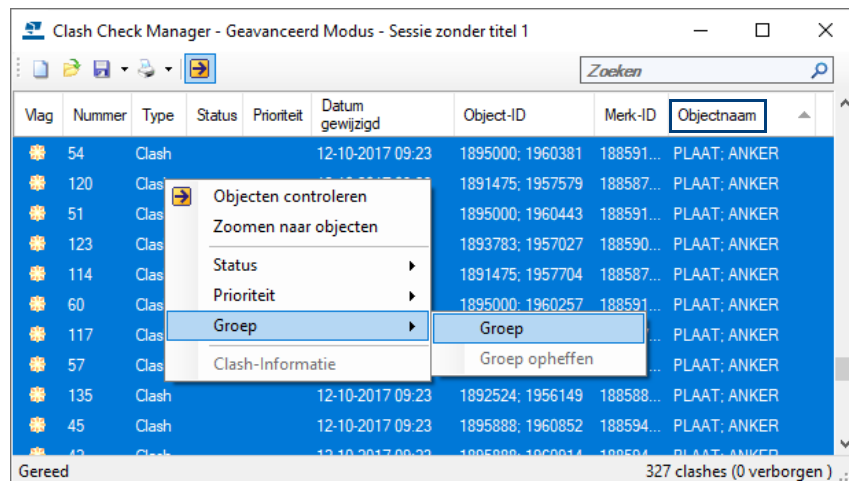 Clash Check Manager - Geavanceerd Modus - Sessie zonder titel 1
Zoeken
Vlag Nummer Type Status Prioriteit Datum gewijzigd Object-ID Merk-ID Objectnaam
54 Clash 12-10-2017 09:23 1895000; 1960381 188591... PLAAT; ANKER
120 Clas 1891475; 1957579 188587... PLAAT; ANKER
51 Clas 1895000; 1960443 188591... PLAAT; ANKER
123 Clas 1893783; 1957027 188590... PLAAT; ANKER
114 Clas 1891475; 1957704 188587... PLAAT; ANKER
60 Clas 1895000; 1960257 188591... PLAAT; ANKER
117 Clas PLAAT; ANKER
57 Clas PLAAT; ANKER
135 Clash 12-10-2017 09:23 1892524; 1956149 188588... PLAAT; ANKER
45 Clash 12-10-2017 09:23 1895888; 1960852 188594... PLAAT; ANKER
Objecten controleren
Zoomen naar objecten
Status
Prioriteit
Groep
Clash-Informatie
Groep
Groep opheffen
Gereed 327 clashes (0 verborgen )